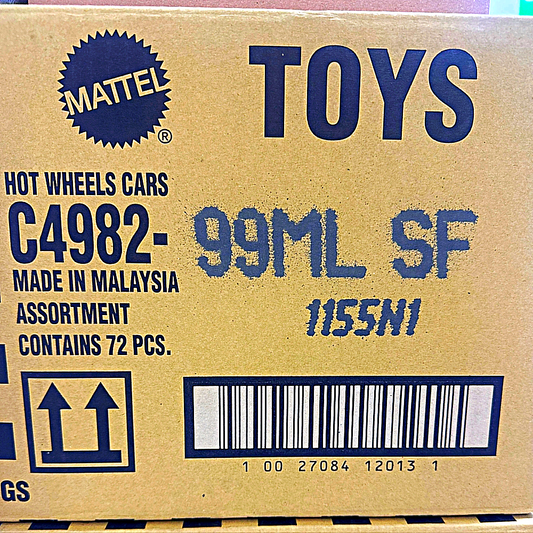 MATTEL
®
TOYS
HOT WHEELS CARS
C4982-
99ML SF
MADE IN MALAYSIA
ASSORTMENT
CONTAINS 72 PCS.
1155N1
1 00 27084 12013 1
GS